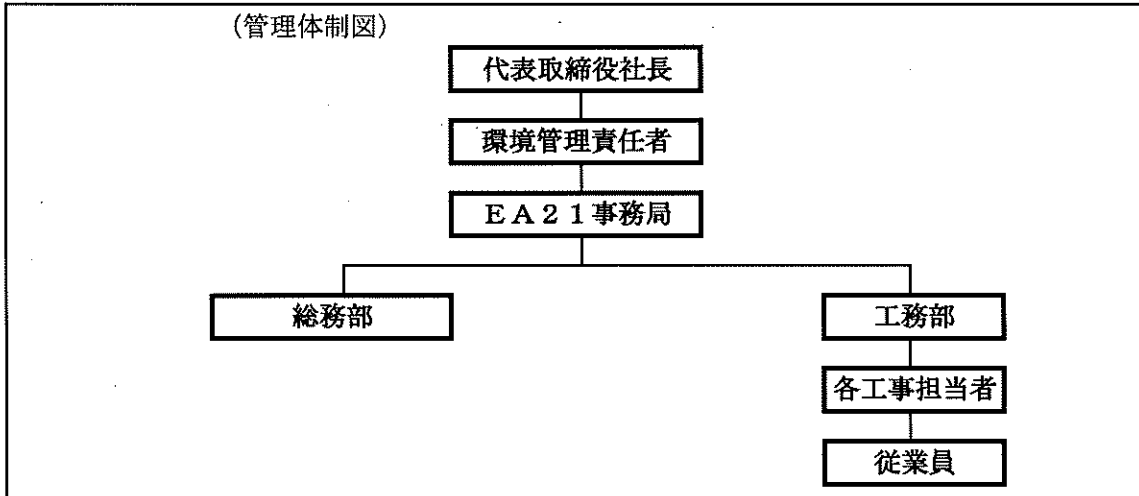 （管理体制図）
代表取締役社長
環境管理責任者
ＥＡ２１事務局
総務部
工務部
各工事担当者
従業員